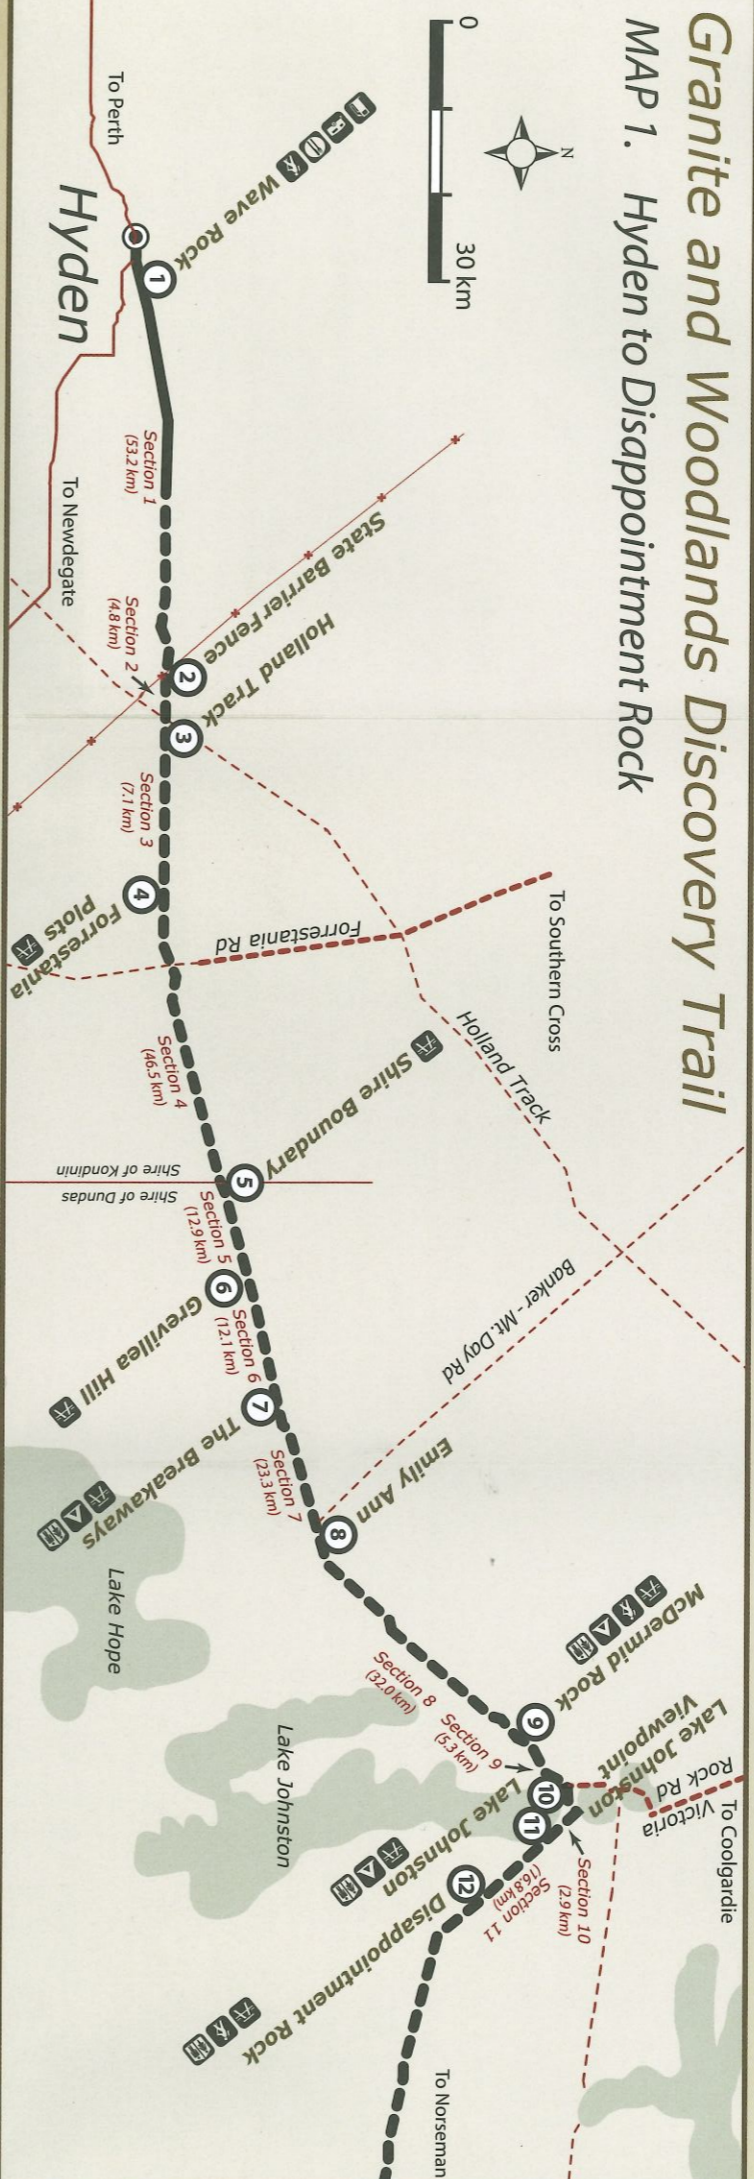 Granite and Woodlands Discovery Trail
MAP 1. Hyden to Disappointment Rock
N
0
30 km
To Perth
Hyden
Wave Rock
1
Section 1
(53.2 km)
To Newdegate
State Barrier Fence
Holland Track
Section 2
(4.8 km)
2
3
Section 3
(7.1 km)
4
Forrestania
Plots
Forrestania Rd
To Southern Cross
Holland Track
Section 4
(46.5 km)
Shire Boundary
Shire of Kondinin
Shire of Dundas
5
Section 5
(12.9 km)
6
Grevillea Hill
Section 6
(12.1 km)
7
The Breakaways
Section 7
(23.3 km)
Banker - Mt. Day Rd
Emily Ann
8
Lake Hope
Section 8
(32.0 km)
McDermid Rock
9
Section 9
(5.3 km)
Lake Johnston
Lake Johnston
Viewpoint
10
Victoria
Rock Rd
To Coolgardie
11
Lake Johnston
Section 10
(2.9 km)
Section 11
(16.8 km)
12
Disappointment Rock
To Norseman